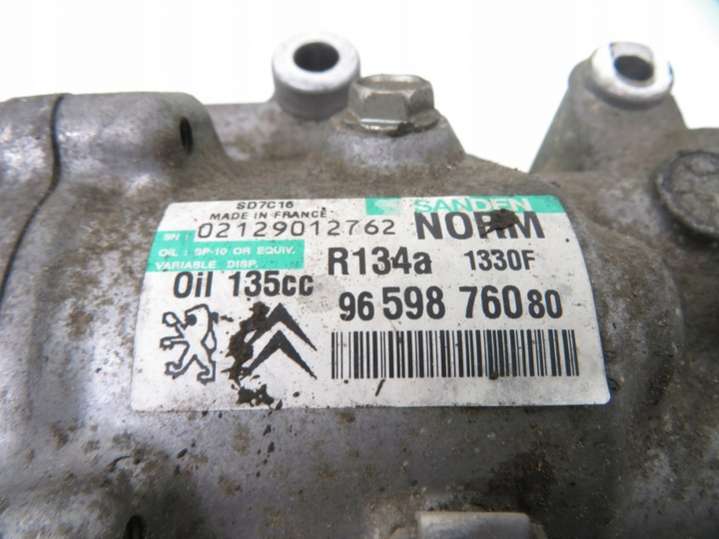 SD7C16
MADE IN FRANCE
SANDEN
SN: 02129012762
NORM
OIL : SP-10 OR EQUIV.
VARIABLE DISP.
R134a 1330F
Oil 135cc
96 598 760 80